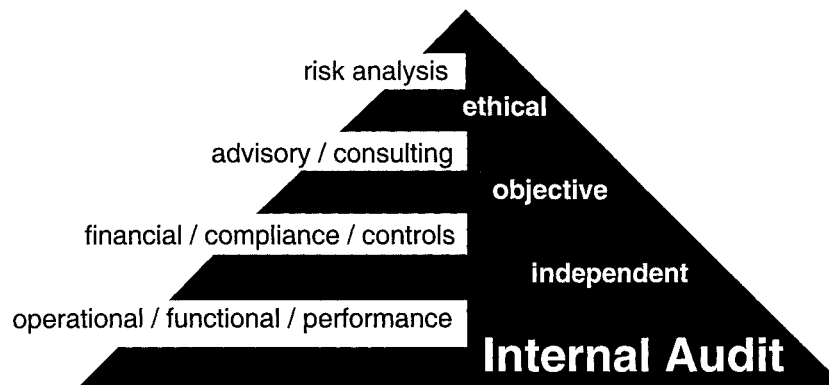 risk analysis
ethical
advisory / consulting
objective
financial / compliance / controls
independent
operational / functional / performance
Internal Audit